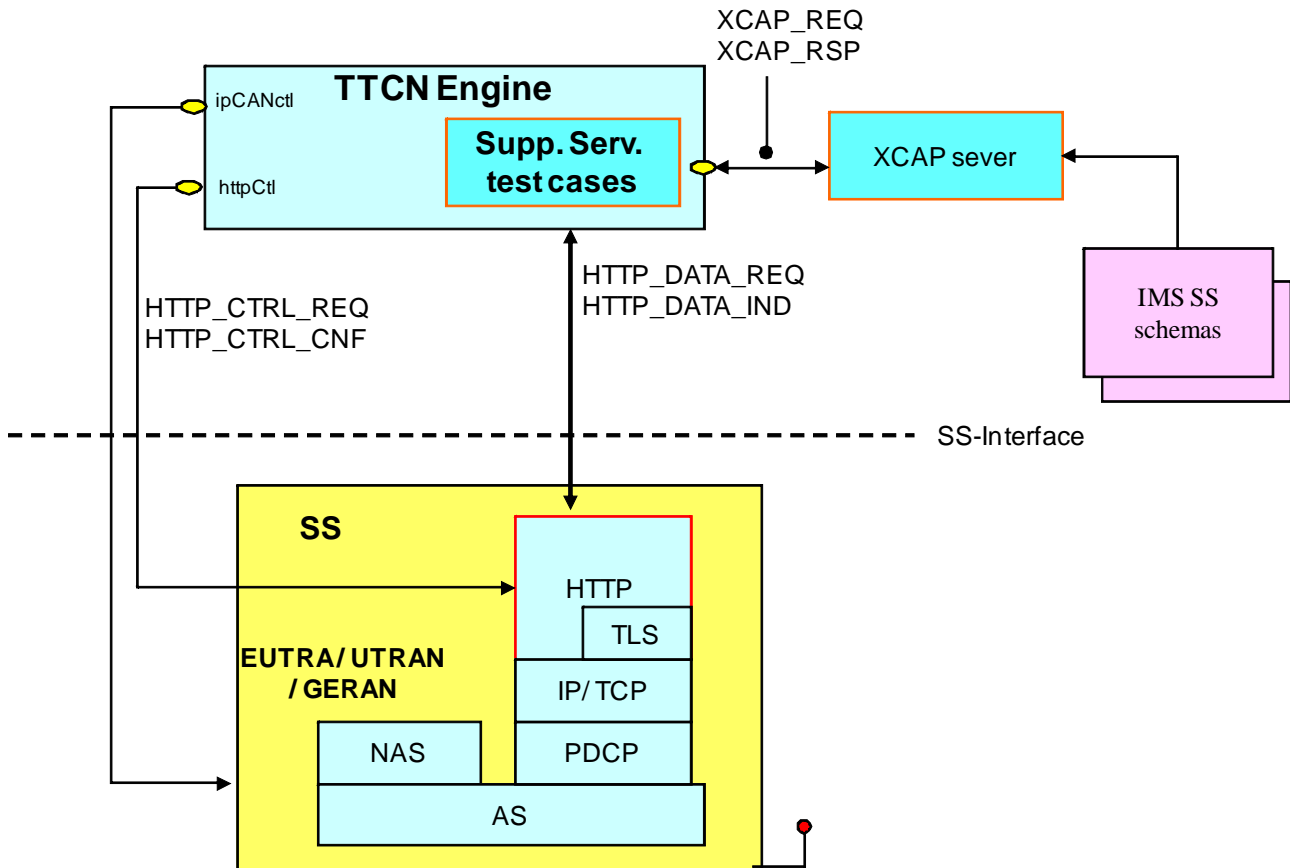 XCAP_REQ
XCAP_RSP
TTCN Engine
ipCANctl
httpCtl
Supp. Serv.
test cases
XCAP sever
HTTP_CTRL_REQ
HTTP_CTRL_CNF
HTTP_DATA_REQ
HTTP_DATA_IND
IMS SS
schemas
SS-Interface
SS
HTTP
TLS
EUTRA/ UTRAN
/ GERAN
IP/ TCP
NAS
PDCP
AS